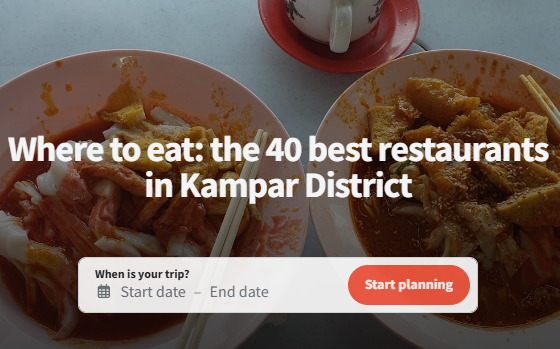 Where to eat: the 40 best restaurants
in Kampar District
When is your trip?
Start date – End date
Start planning